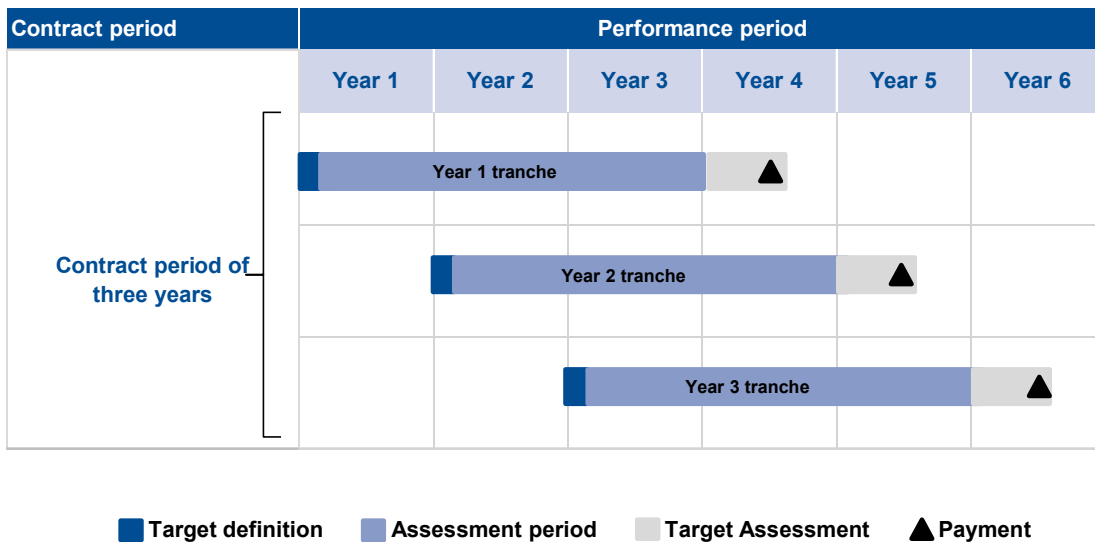 Contract period
Performance period
Year 1
Year 2
Year 3
Year 4
Year 5
Year 6
Year 1 tranche
Contract period of
three years
Year 2 tranche
Year 3 tranche
Target definition
Assessment period
Target Assessment
Payment